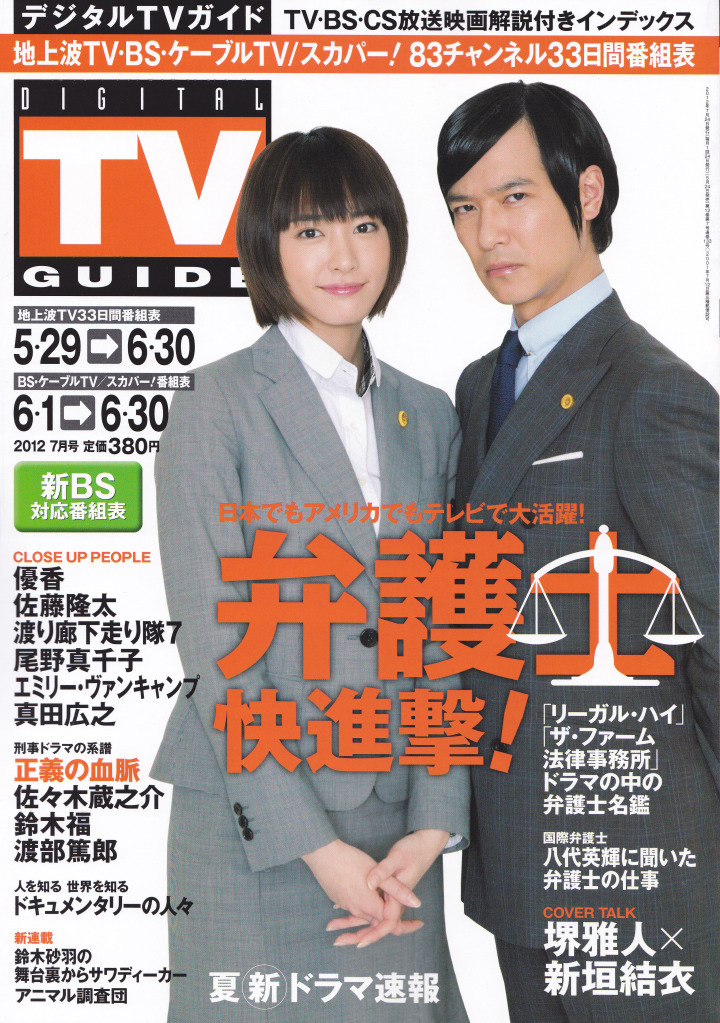 デジタルTVガイド
TV・BS・CS放送映画解説付きインデックス
地上波TV・BS・ケーブルTV/スカパー! 83チャンネル33日間番組表
DIGITAL
TV
GUIDE
地上波TV33日間番組表
5・29➡6・30
BS・ケーブルTV/スカパー!番組表
6・1➡6・30
2012 7月号 定価380円
新BS
対応番組表
CLOSE UP PEOPLE
優香
佐藤隆太
渡り廊下走り隊7
尾野真千子
エミリー・ヴァンキャンプ
真田広之
刑事ドラマの系譜
正義の血脈
佐々木蔵之介
鈴木福
渡部篤郎
人を知る 世界を知る
ドキュメンタリーの人々
新連載
鈴木砂羽の
舞台裏からサワディーカー
アニマル調査団
日本でもアメリカでもテレビで大活躍!
弁護士
快進撃!
「リーガル・ハイ」
「ザ・ファーム
法律事務所」
ドラマの中の
弁護士名鑑
国際弁護士
八代英輝に聞いた
弁護士の仕事
COVER TALK
堺雅人×
新垣結衣
夏㊟新ドラマ速報